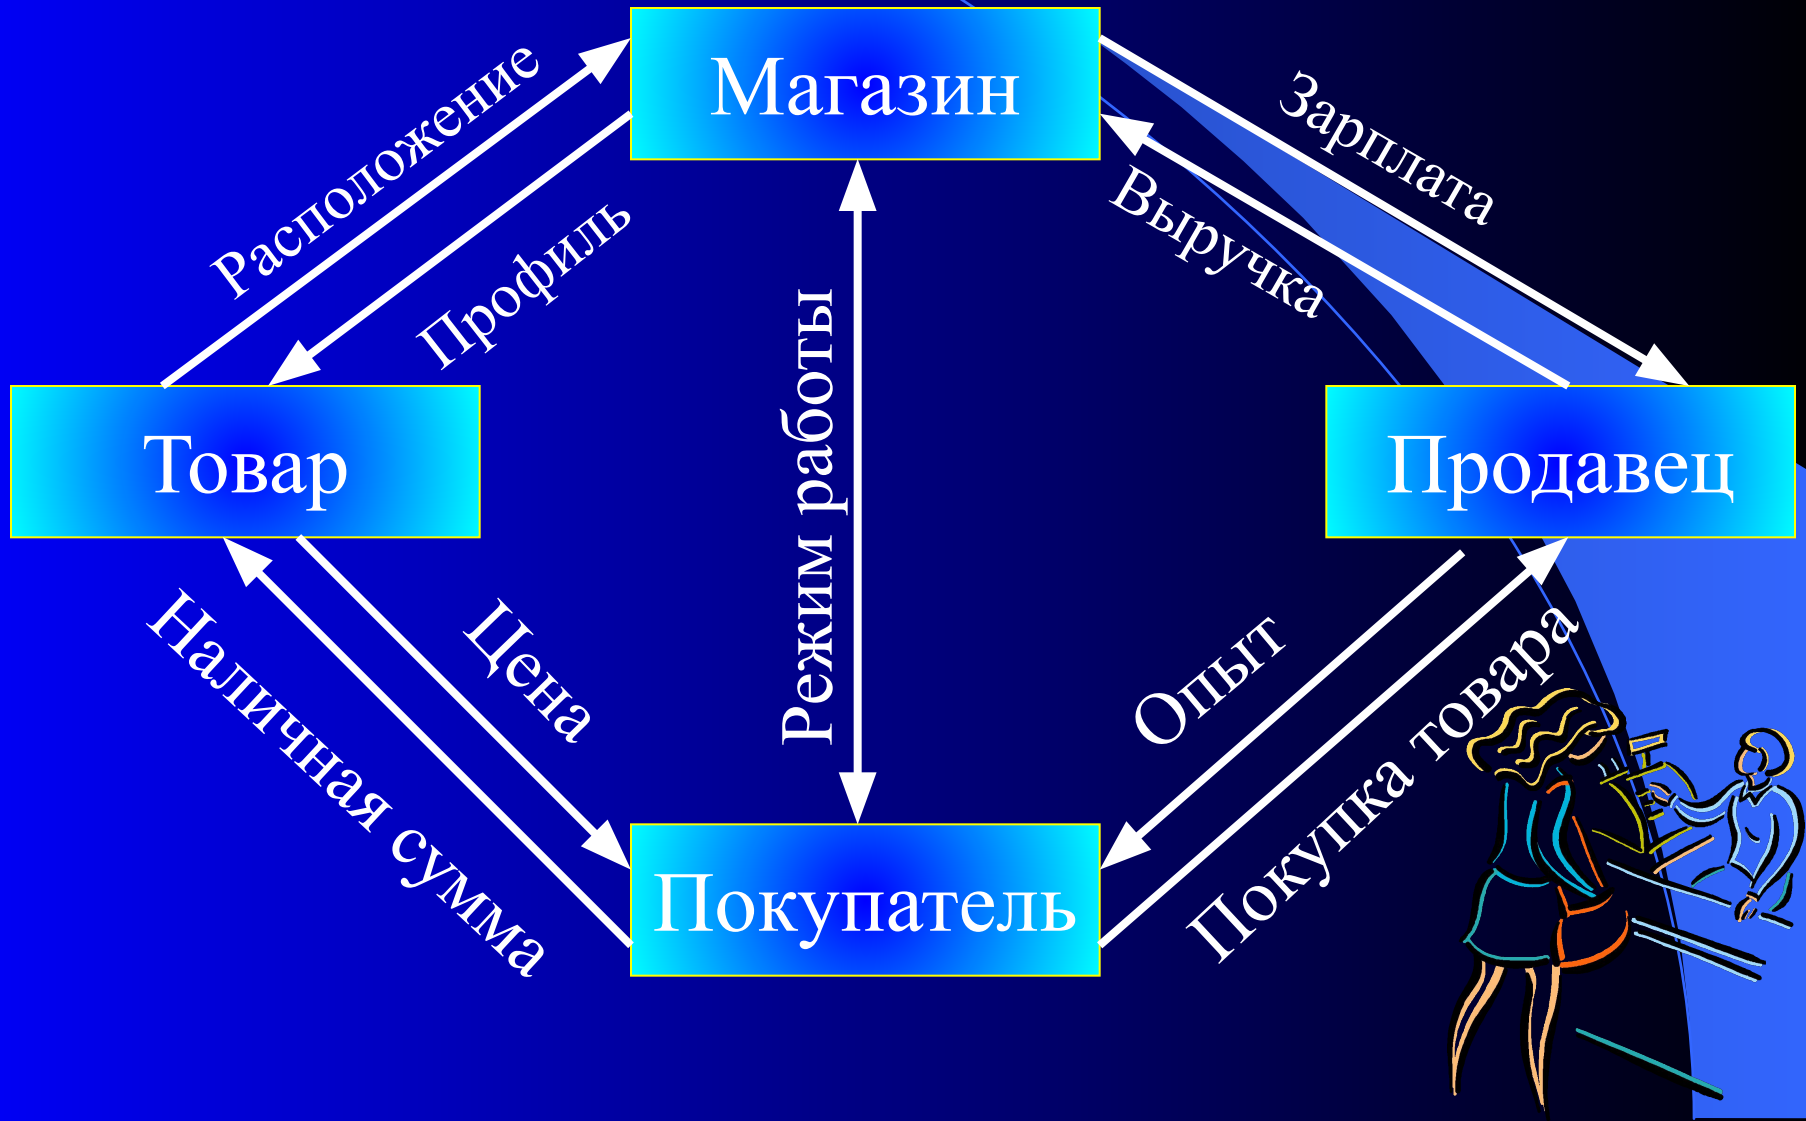 Магазин
Расположение
Профиль
Зарплата
Выручка
Товар
Режим работы
Продавец
Наличная сумма
Цена
Опыт
Покупка товара
Покупатель